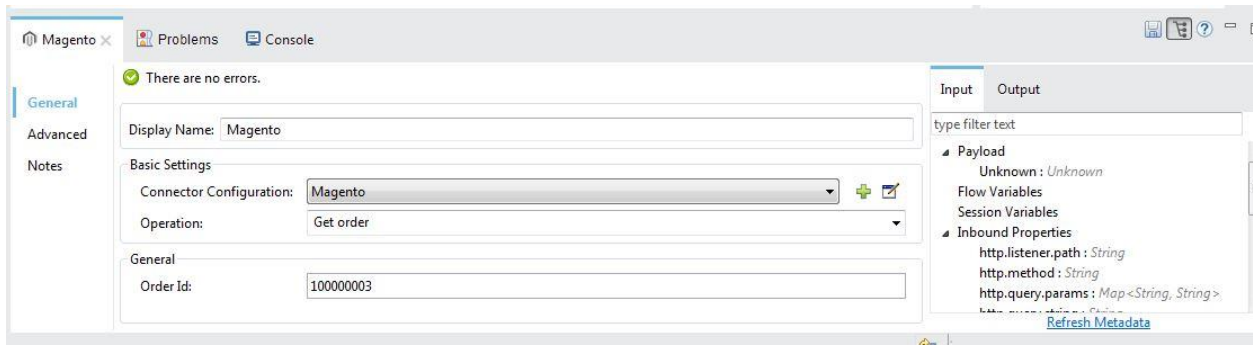 Magento
Problems
Console
General
Advanced
Notes
There are no errors.
Display Name: Magento
Basic Settings
Connector Configuration: Magento
Operation: Get order
General
Order Id: 100000003
Input
Output
type filter text
Payload
Unknown : Unknown
Flow Variables
Session Variables
Inbound Properties
http.listener.path : String
http.method : String
http.query.params : Map<String, String>
Refresh Metadata